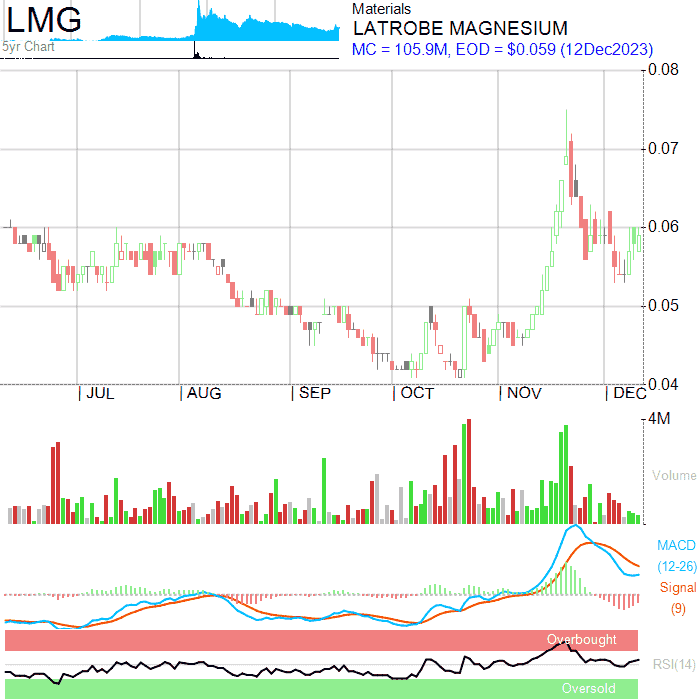 LMG
5yr Chart
Materials
LATROBE MAGNESIUM
MC = 105.9M, EOD = $0.059 (12Dec2023)
0.08
0.07
0.06
0.05
0.04
JUL
AUG
SEP
OCT
NOV
DEC
4M
Volume
MACD
(12-26)
Signal
(9)
Overbought
RSI(14)
Oversold